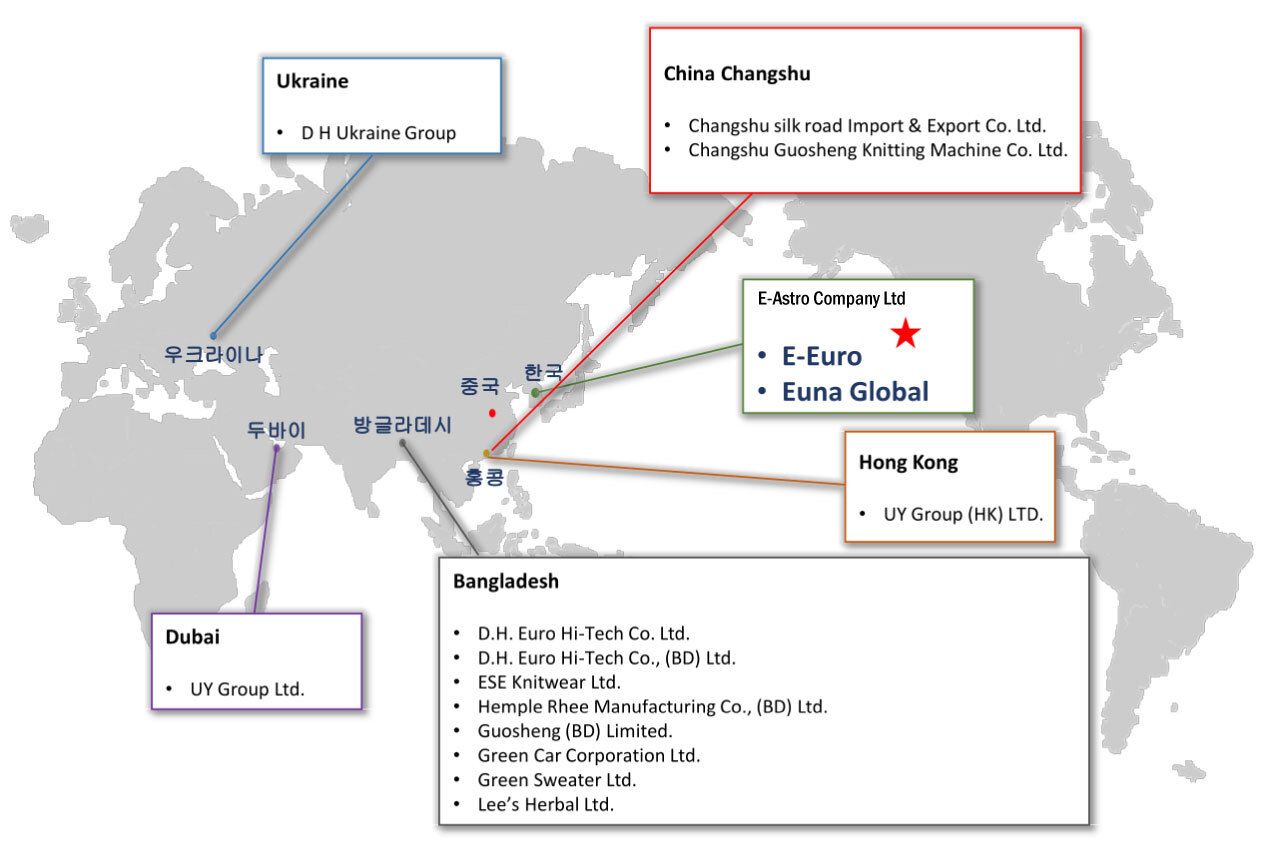 China Changshu
• Changshu silk road Import & Export Co. Ltd.
• Changshu Guosheng Knitting Machine Co. Ltd.
Ukraine
• D H Ukraine Group
E-Astro Company Ltd
• E-Euro
• Euna Global
우크라이나
한국
중국
방글라데시
두바이
홍콩
Hong Kong
• UY Group (HK) LTD.
Bangladesh
• D.H. Euro Hi-Tech Co. Ltd.
• D.H. Euro Hi-Tech Co., (BD) Ltd.
• ESE Knitwear Ltd.
• Hemple Rhee Manufacturing Co., (BD) Ltd.
• Guosheng (BD) Limited.
• Green Car Corporation Ltd.
• Green Sweater Ltd.
• Lee’s Herbal Ltd.
Dubai
• UY Group Ltd.